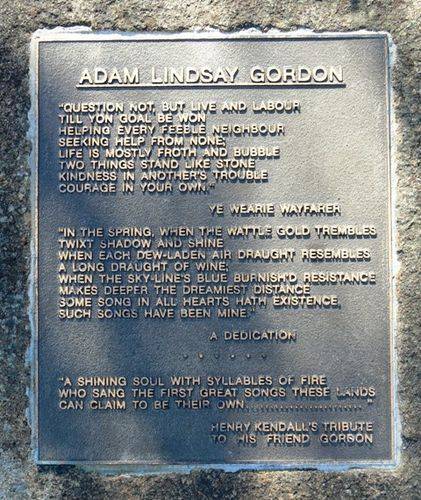 ADAM LINDSAY GORDON
"QUESTION NOT, BUT LIVE AND LABOUR
TILL YON GOAL BE WON
HELPING EVERY FEEBLE NEIGHBOUR
SEEKING HELP FROM NONE;
LIFE IS MOSTLY FROTH AND BUBBLE
TWO THINGS STAND LIKE STONE
KINDNESS IN ANOTHER'S TROUBLE
COURAGE IN YOUR OWN."
YE WEARIE WAYFARER
"IN THE SPRING, WHEN THE WATTLE GOLD TREMBLES
TWIXT SHADOW AND SHINE
WHEN EACH DEW-LADEN AIR DRAUGHT RESEMBLES
A LONG DRAUGHT OF WINE;
WHEN THE SKY-LINE'S BLUE BURNISH'D RESISTANCE
MAKES DEEPER THE DREAMIEST DISTANCE
SOME SONG IN ALL HEARTS HATH EXISTENCE,
SUCH SONGS HAVE BEEN MINE"
A DEDICATION
"A SHINING SOUL WITH SYLLABLES OF FIRE
WHO SANG THE FIRST GREAT SONGS THESE LANDS
CAN CLAIM TO BE THEIR OWN.........................."
HENRY KENDALL'S TRIBUTE
TO HIS FRIEND GORDON